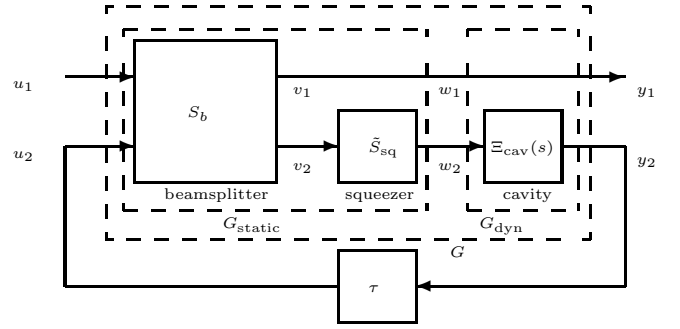 u₁ v₁ w₁ y₁
S_b
u₂ v₂ S̃_sq w₂ Ξ_cav(s) y₂
beamsplitter squeezer cavity
G_static G_dyn
G
τ